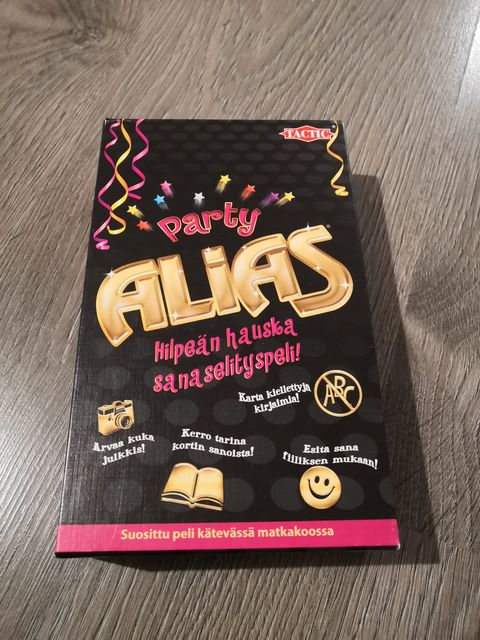 TACTIC®
Party
ALiAS
Hilpeän hauska
sanaselityspeli!
Karta kiellettyjä
kirjaimia!
ABC
Arvaa kuka
julkkis!
Kerro tarina
kortin sanoista!
Esitä sana
fiiliksen mukaan!
Suosittu peli kätevässä matkakoossa